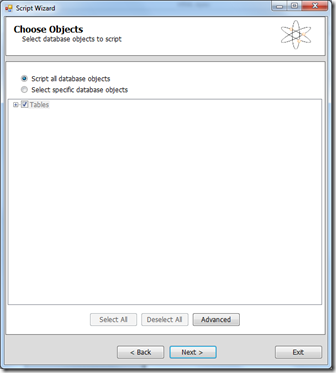 Script Wizard
Choose Objects
Select database objects to script
Script all database objects
Select specific database objects
Tables
Select All
Deselect All
Advanced
< Back
Next >
Exit